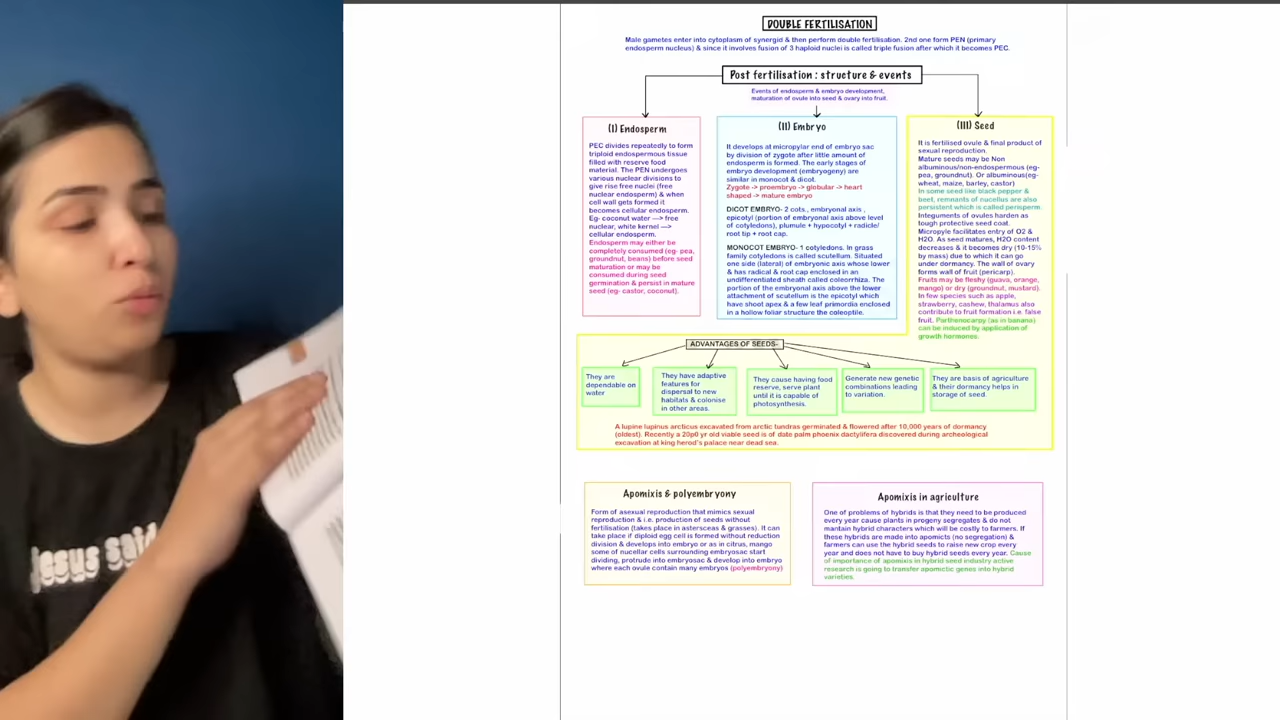 DOUBLE FERTILISATION
Male gametes enter into cytoplasm of synergid & then perform double fertilisation. 2nd one form PEN (primary
endosperm nucleus) & since it involves fusion of 3 haploid nuclei is called triple fusion after which it becomes PEC.
Post fertilisation : structure & events
Events of endosperm & embryo development,
maturation of ovule into seed & ovary into fruit.
(I) Endosperm
PEC divides repeatedly to form
triploid endospermous tissue
filled with reserve food
material. The PEN undergoes
various nuclear divisions to
give rise free nuclei (free
nuclear endosperm) & when
cell wall gets formed it
becomes cellular endosperm.
Eg- coconut water —> free
nuclear, white kernel —>
cellular endosperm.
Endosperm may either be
completely consumed (eg- pea,
groundnut, beans) before seed
maturation or may be
consumed during seed
germination & persist in mature
seed (eg- castor, coconut).
(II) Embryo
It develops at micropylar end of embryo sac
by division of zygote after little amount of
endosperm is formed. The early stages of
embryo development (embryogeny) are
similar in monocot & dicot.
Zygote -> proembryo -> globular -> heart
shaped -> mature embryo
DICOT EMBRYO- 2 cots., embryonal axis ,
epicotyl (portion of embryonal axis above level
of cotyledons), plumule + hypocotyl + radicle/
root tip + root cap.
MONOCOT EMBRYO- 1 cotyledons. In grass
family cotyledons is called scutellum. Situated
one side (lateral) of embryonic axis whose lower
& has radical & root cap enclosed in an
undifferentiated sheath called coleorrhiza. The
portion of the embryonal axis above the lower
attachment of scutellum is the epicotyl which
have shoot apex & a few leaf primordia enclosed
in a hollow foliar structure the coleoptile.
(III) Seed
It is fertilised ovule & final product of
sexual reproduction.
Mature seeds may be Non
albuminous/non-endospermous (eg-
pea, groundnut). Or albuminous(eg-
wheat, maize, barley, castor)
In some seed like black pepper &
beet, remnants of nucellus are also
persistent which is called perisperm.
Integuments of ovules harden as
tough protective seed coat.
Micropyle facilitates entry of O2 &
H2O. As seed matures, H2O content
decreases & it becomes dry (10-15%
by mass) due to which it can go
under dormancy. The wall of ovary
forms wall of fruit (pericarp).
Fruits may be fleshy (guava, orange,
mango) or dry (groundnut, mustard).
In few species such as apple,
strawberry, cashew, thalamus also
contribute to fruit formation i.e. false
fruit. Parthenocarpy (as in banana)
can be induced by application of
growth hormones.
ADVANTAGES OF SEEDS-
They are
dependable on
water
They have adaptive
features for
dispersal to new
habitats & colonise
in other areas.
They cause having food
reserve, serve plant
until it is capable of
photosynthesis.
Generate new genetic
combinations leading
to variation.
They are basis of agriculture
& their dormancy helps in
storage of seed.
A lupine lupinus arcticus excavated from arctic tundras germinated & flowered after 10,000 years of dormancy
(oldest). Recently a 20p0 yr old viable seed is of date palm phoenix dactylifera discovered during archeological
excavation at king herod's palace near dead sea.
Apomixis & polyembryony
Form of asexual reproduction that mimics sexual
reproduction & i.e. production of seeds without
fertilisation (takes place in astersceas & grasses). It can
take place if diploid egg cell is formed without reduction
division & develops into embryo or as in citrus, mango
some of nucellar cells surrounding embryosac start
dividing, protrude into embryosac & develop into embryo
where each ovule contain many embryos (polyembryony)
Apomixis in agriculture
One of problems of hybrids is that they need to be produced
every year cause plants in progeny segregates & do not
mantain hybrid characters which will be costly to farmers. If
these hybrids are made into apomicts (no segregation) &
farmers can use the hybrid seeds to raise new crop every
year and does not have to buy hybrid seeds every year. Cause
of importance of apomixis in hybrid seed industry active
research is going to transfer apomictic genes into hybrid
varieties.